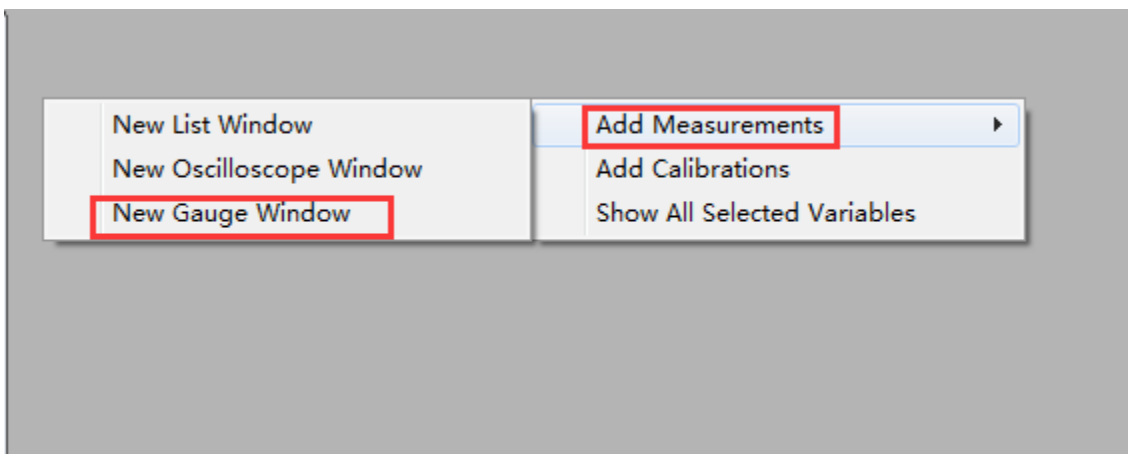 New List Window
New Oscilloscope Window
New Gauge Window
Add Measurements
Add Calibrations
Show All Selected Variables